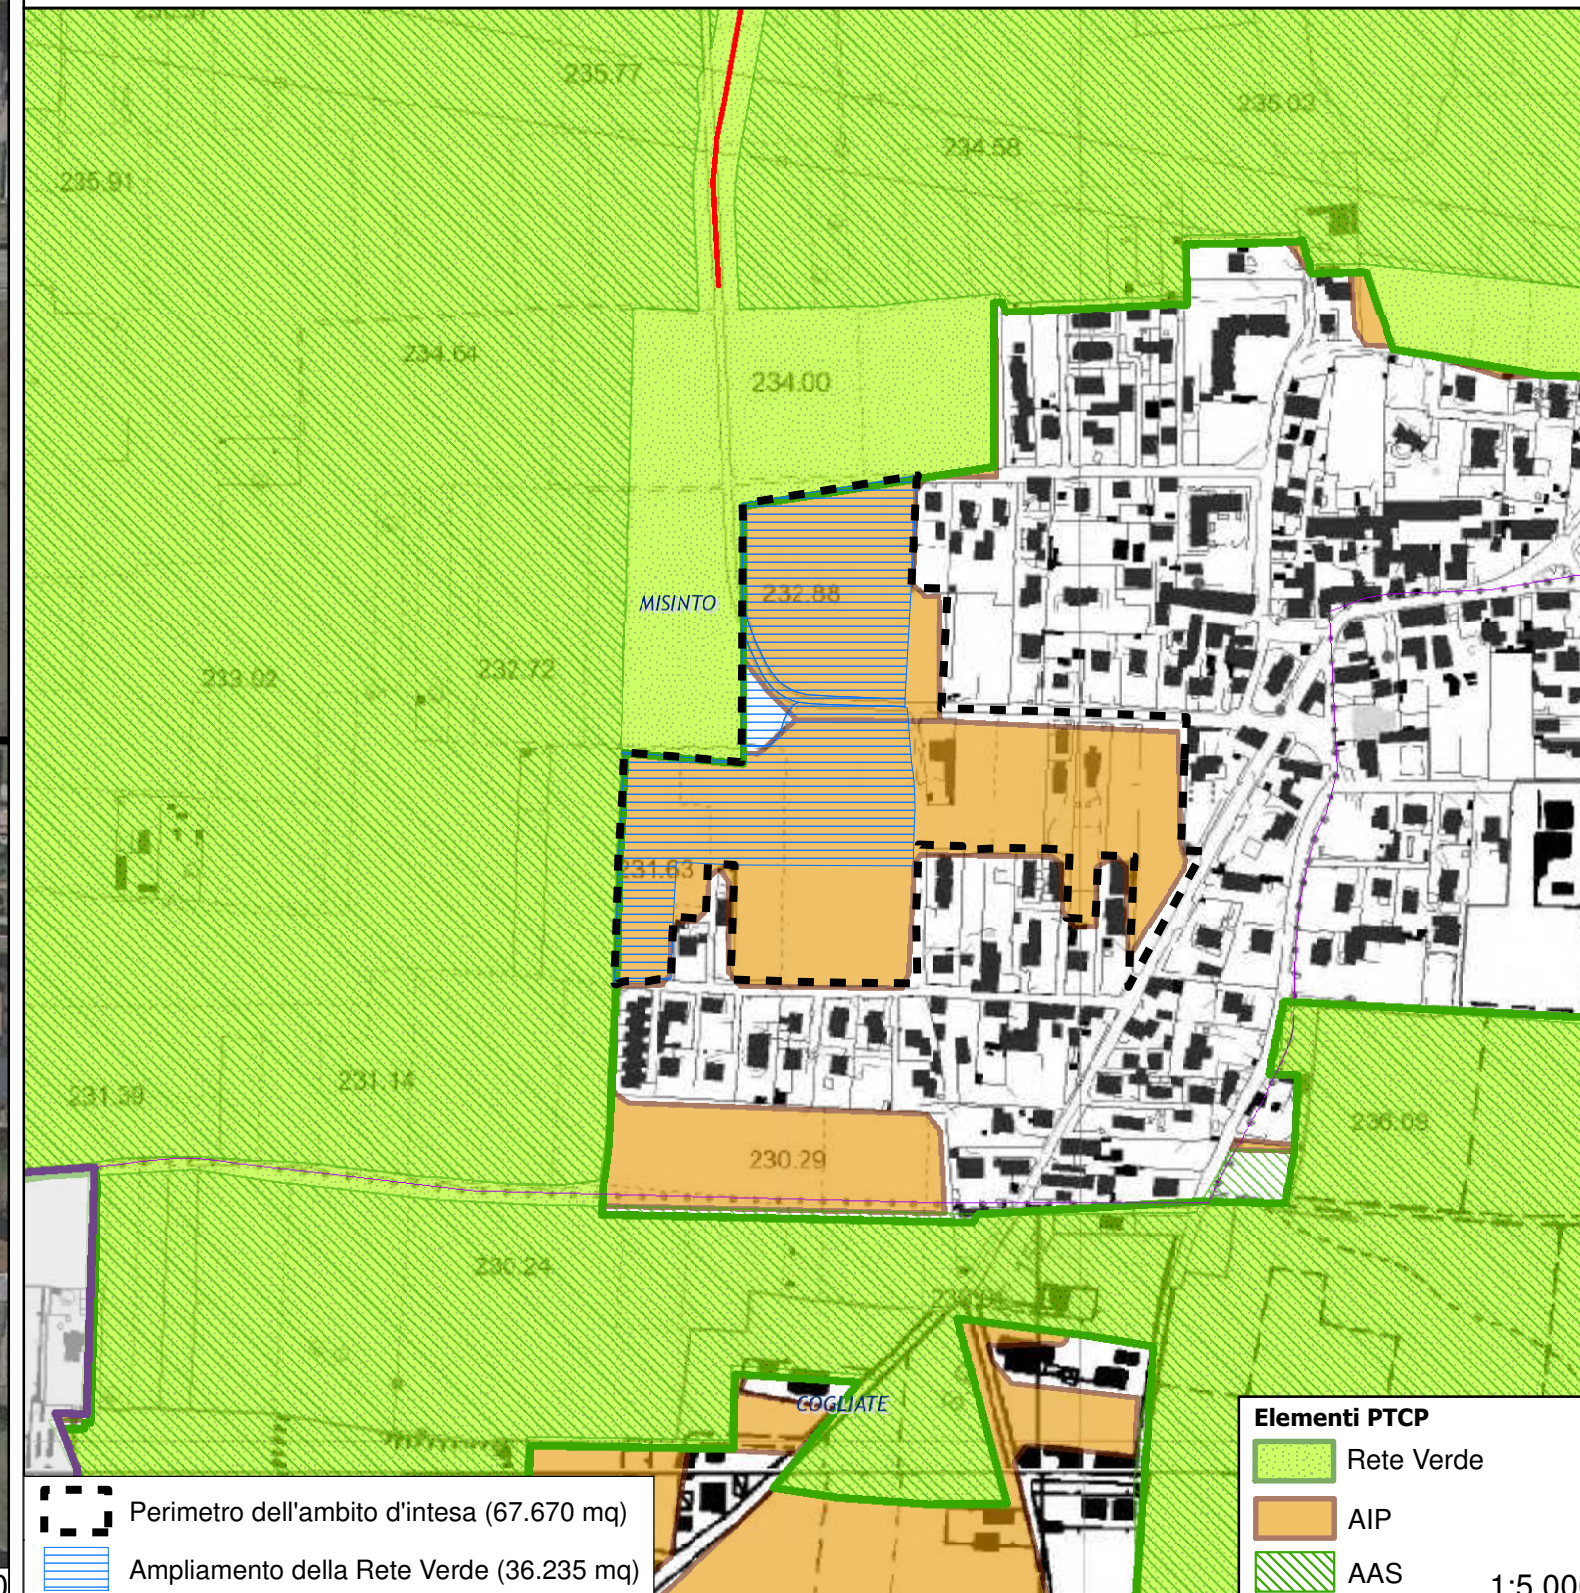 235.77
235.02
234.58
235.91
234.64
234.00
MISINTO
232.88
233.02
232.72
231.63
231.39
231.14
236.09
230.29
230.24
COGLIATE
Elementi PTCP
Rete Verde
AIP
AAS
Perimetro dell'ambito d'intesa (67.670 mq)
Ampliamento della Rete Verde (36.235 mq)